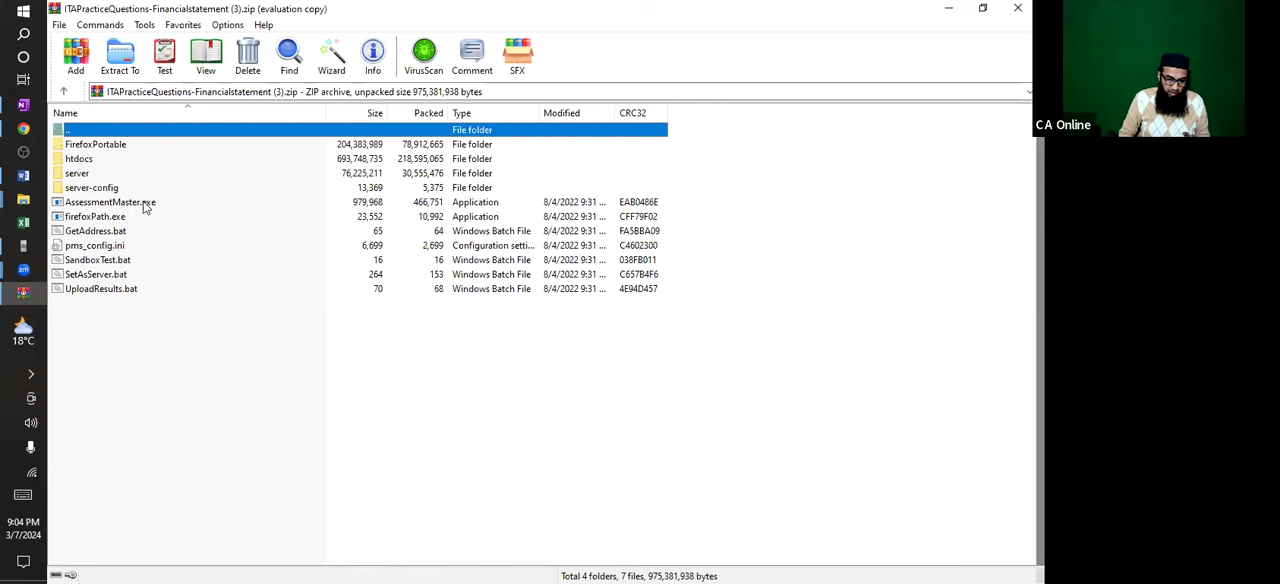 ITAPracticeQuestions-Financialstatement (3).zip (evaluation copy)
File Commands Tools Favorites Options Help
Add Extract To Test View Delete Find Wizard Info VirusScan Comment SFX
ITAPracticeQuestions-Financialstatement (3).zip - ZIP archive, unpacked size 975,381,938 bytes
Name Size Packed Type Modified CRC32
.. File folder
FirefoxPortable 204,383,989 78,912,665 File folder
htdocs 693,748,735 218,595,065 File folder
server 76,225,211 30,555,476 File folder
server-config 13,369 5,375 File folder
AssessmentMaster.exe 979,968 466,751 Application 8/4/2022 9:31 ... EAB0486E
firefoxPath.exe 23,552 10,992 Application 8/4/2022 9:31 ... CFF79F02
GetAddress.bat 65 64 Windows Batch File 8/4/2022 9:31 ... FA5BBA09
pms_config.ini 6,699 2,699 Configuration setti... 8/4/2022 9:31 ... C4602300
SandboxTest.bat 16 16 Windows Batch File 8/4/2022 9:31 ... 038FB011
SetAsServer.bat 264 153 Windows Batch File 8/4/2022 9:31 ... C657B4F6
UploadResults.bat 70 68 Windows Batch File 8/4/2022 9:31 ... 4E94D457
Total 4 folders, 7 files, 975,381,938 bytes
C A Online
18°C
9:04 PM
3/7/2024